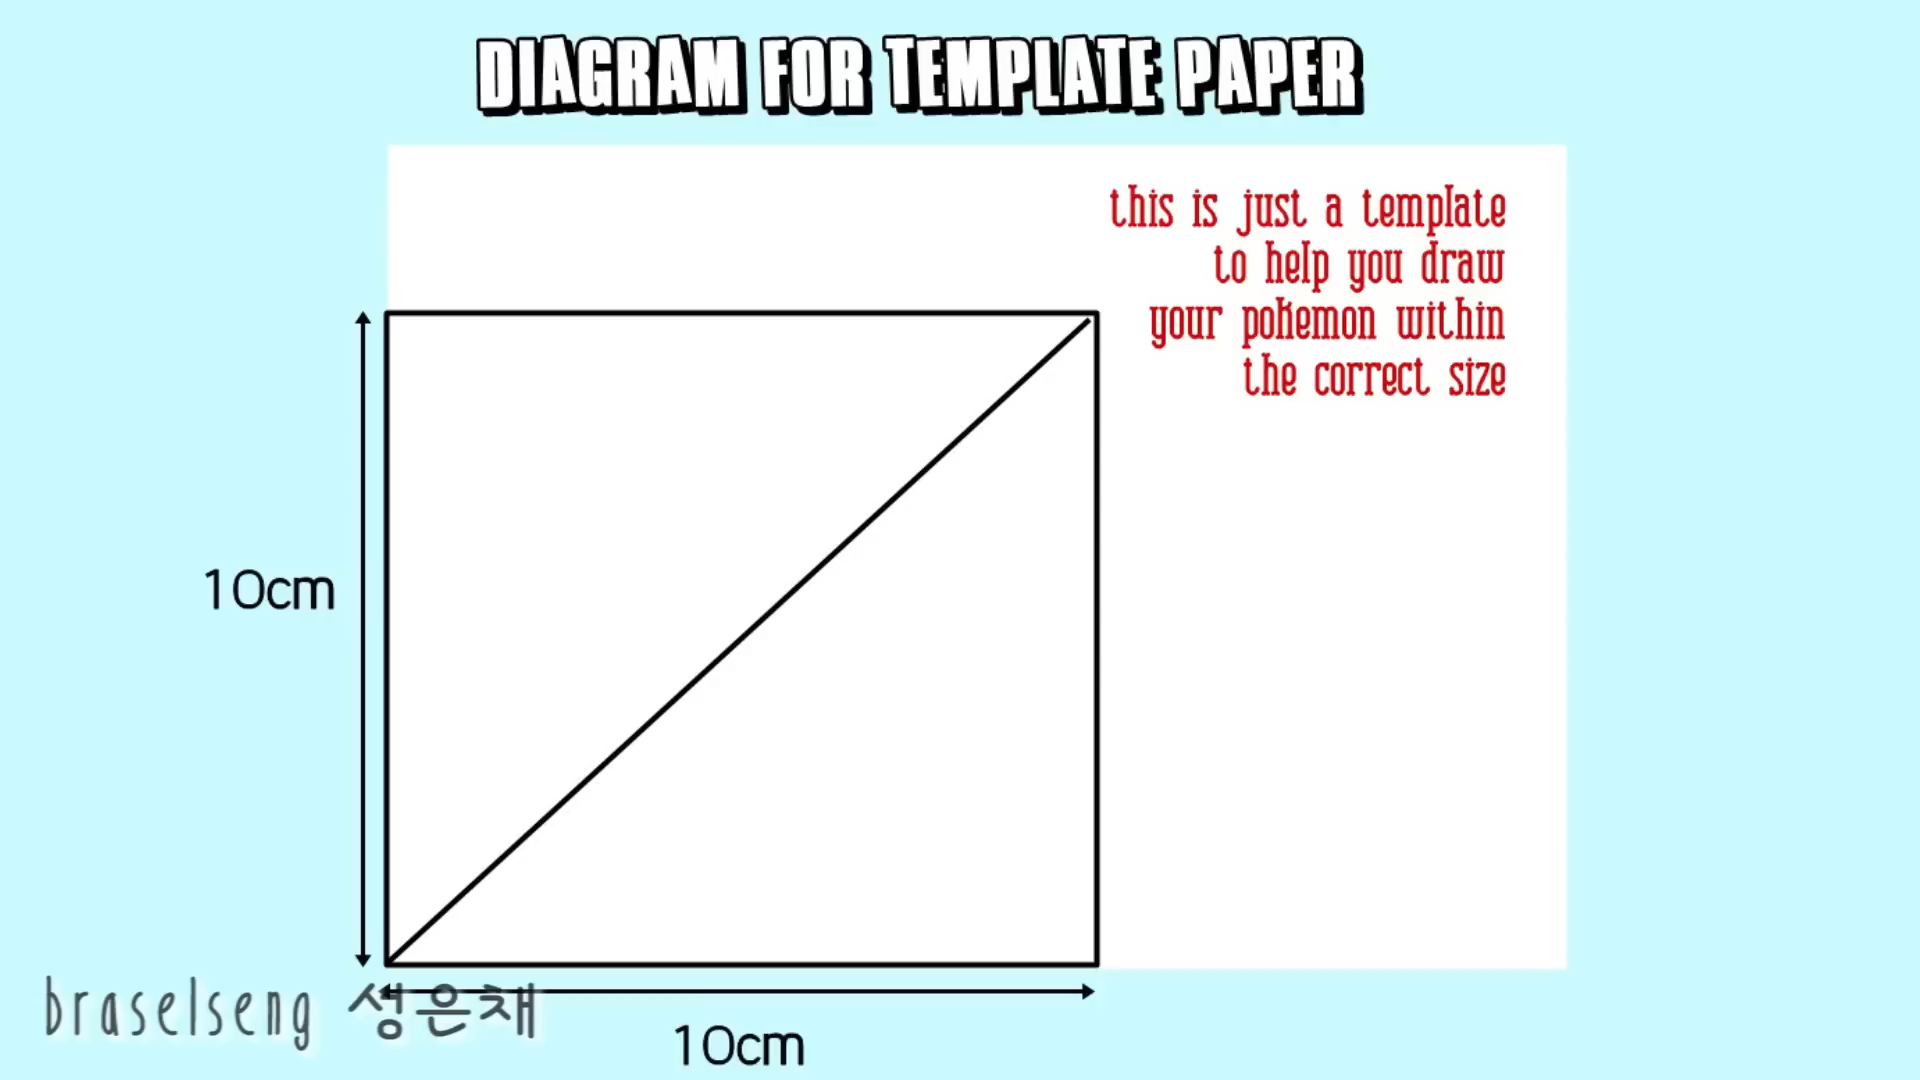 DIAGRAM FOR TEMPLATE PAPER
this is just a template
to help you draw
your pokemon within
the correct size
10cm
braselseng 성은채
10cm